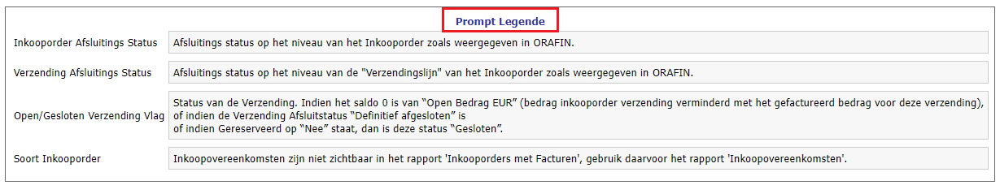 Prompt Legende
Inkooporder Afsluitings Status
Afsluitings status op het niveau van het Inkooporder zoals weergegeven in ORAFIN.
Verzending Afsluitings Status
Afsluitings status op het niveau van de "Verzendingslijn" van het Inkooporder zoals weergegeven in ORAFIN.
Open/Gesloten Verzending Vlag
Status van de Verzending. Indien het saldo 0 is van “Open Bedrag EUR” (bedrag inkooporder verzending verminderd met het gefactureerd bedrag voor deze verzending),
of indien de Verzending Afsluitstatus “Definitief afgesloten” is
of indien Gereserveerd op “Nee” staat, dan is deze status “Gesloten”.
Soort Inkooporder
Inkoopovereenkomsten zijn niet zichtbaar in het rapport 'Inkooporders met Facturen', gebruik daarvoor het rapport 'Inkoopovereenkomsten'.